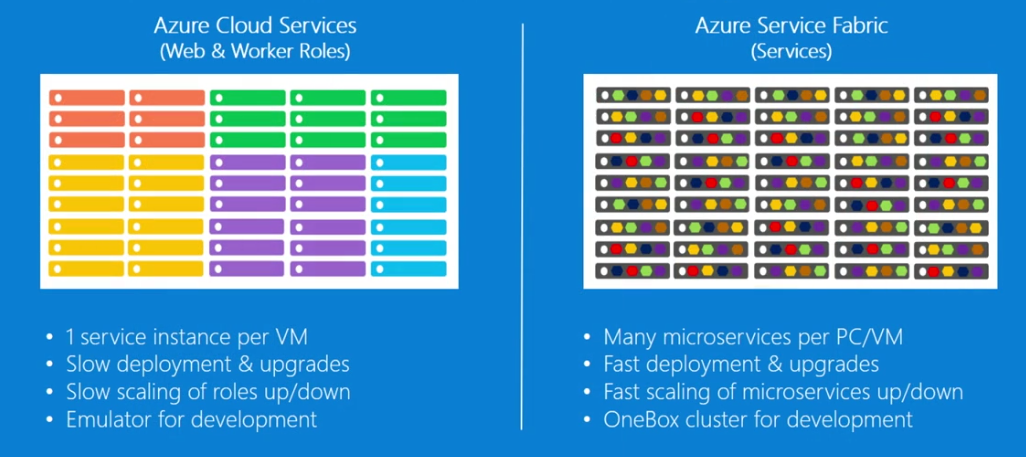 Azure Cloud Services
(Web & Worker Roles)
• 1 service instance per VM
• Slow deployment & upgrades
• Slow scaling of roles up/down
• Emulator for development
Azure Service Fabric
(Services)
• Many microservices per PC/VM
• Fast deployment & upgrades
• Fast scaling of microservices up/down
• OneBox cluster for development